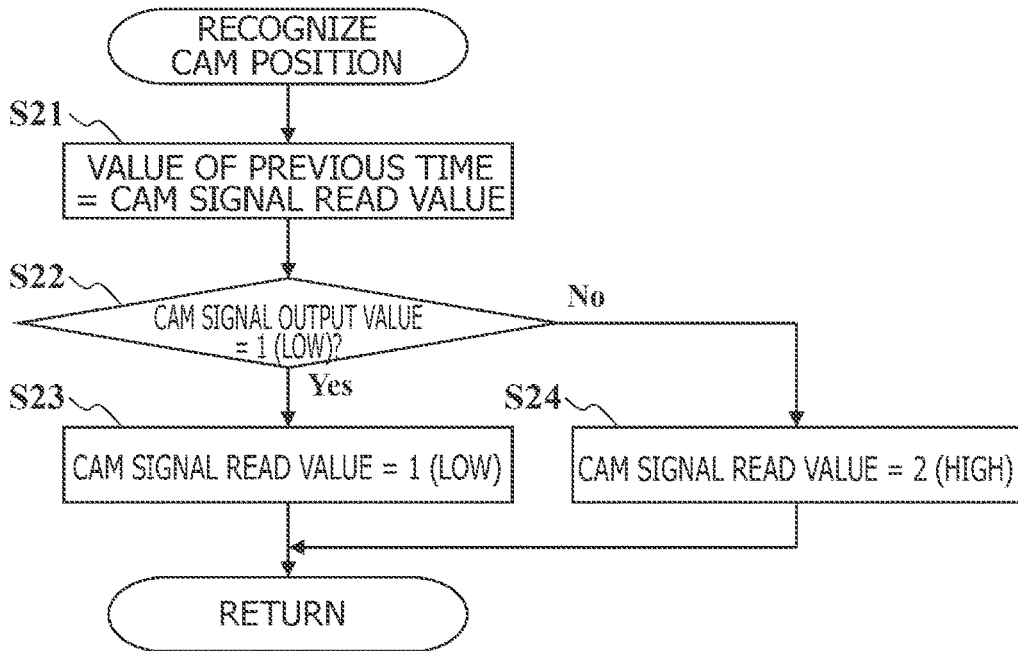 RECOGNIZE
CAM POSITION
S21
VALUE OF PREVIOUS TIME
= CAM SIGNAL READ VALUE
S22
CAM SIGNAL OUTPUT VALUE
= 1 (LOW)?
No
Yes
S23
CAM SIGNAL READ VALUE = 1 (LOW)
S24
CAM SIGNAL READ VALUE = 2 (HIGH)
RETURN